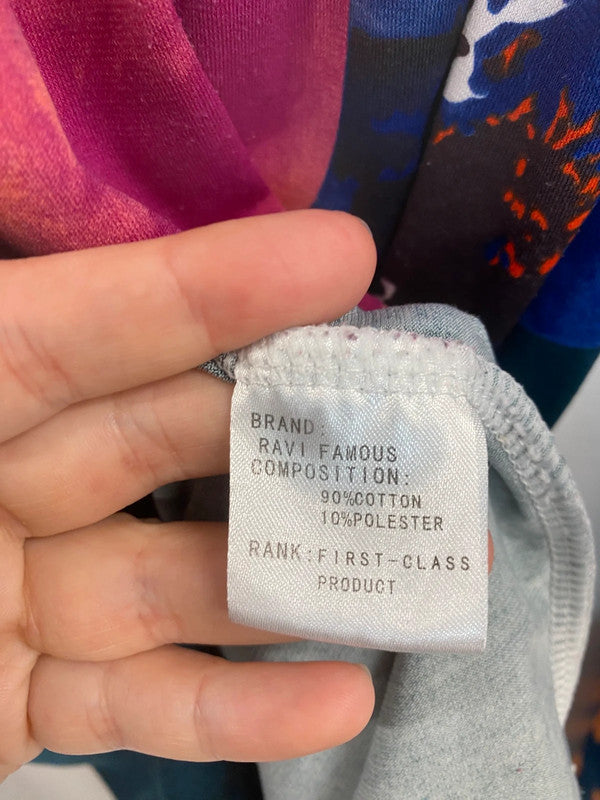 BRAND:
RAVI FAMOUS
COMPOSITION:
90%COTTON
10%POLESTER
RANK:FIRST-CLASS
PRODUCT